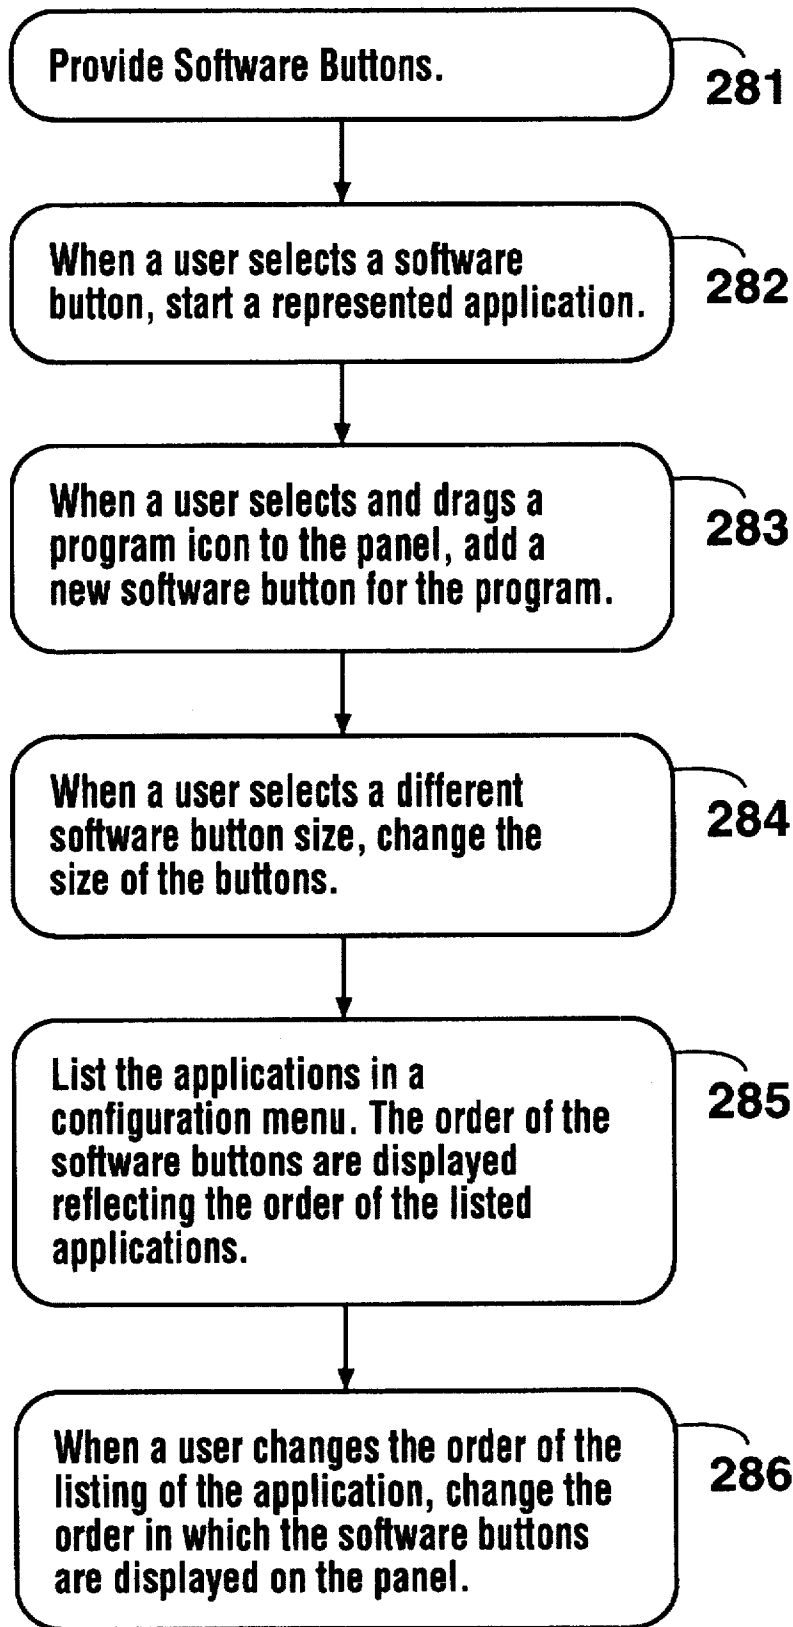 Provide Software Buttons.
281
When a user selects a software
button, start a represented application.
282
When a user selects and drags a
program icon to the panel, add a
new software button for the program.
283
When a user selects a different
software button size, change the
size of the buttons.
284
List the applications in a
configuration menu. The order of the
software buttons are displayed
reflecting the order of the listed
applications.
285
When a user changes the order of the
listing of the application, change the
order in which the software buttons
are displayed on the panel.
286